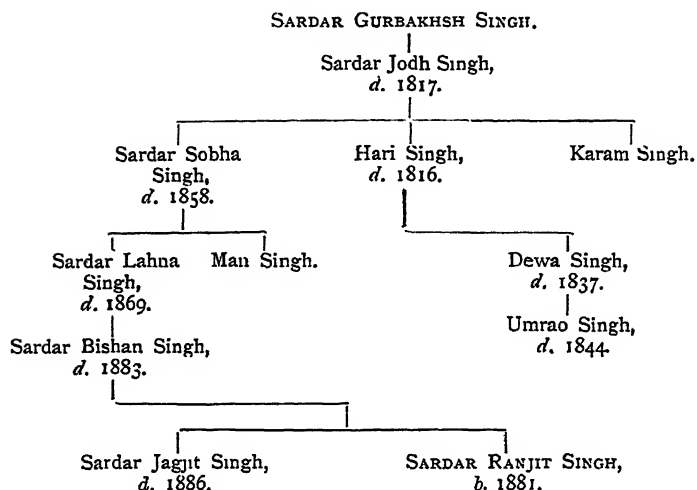 SARDAR GURBAKHSH SINGH.
Sardar Jodh Singh,
d. 1817.
Sardar Sobha
Singh,
d. 1858.
Hari Singh,
d. 1816.
Karam Singh.
Sardar Lahna
Singh,
d. 1869.
Man Singh.
Dewa Singh,
d. 1837.
Umrao Singh,
d. 1844.
Sardar Bishan Singh,
d. 1883.
Sardar Jagjit Singh,
d. 1886.
SARDAR RANJIT SINGH,
b. 1881.